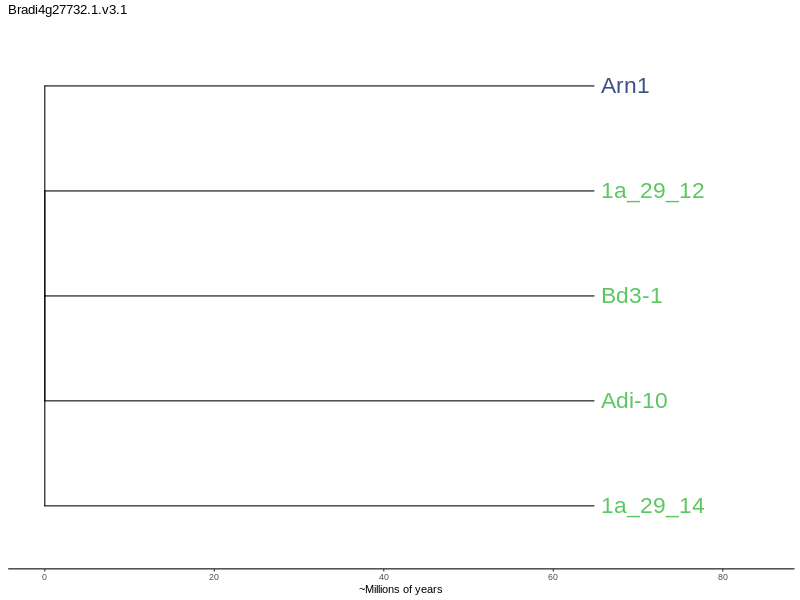 Bradi4g27732.1.v3.1
Arn1
1a_29_12
Bd3-1
Adi-10
1a_29_14
0 20 40 60 80
~Millions of years